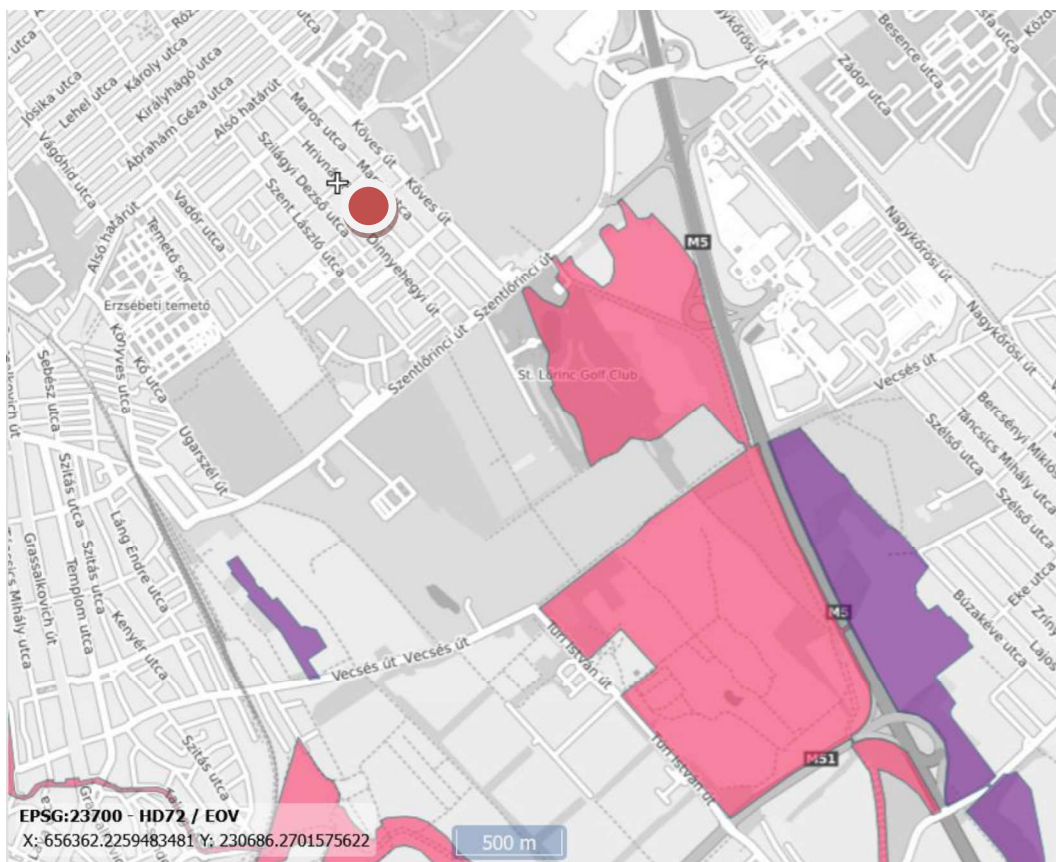 utca
Jósika utca
Lehel utca
Károly utca
Királyhágó utca
Ábrahám Géza utca
Alsó határút
Vágóhíd utca
Alsó határút
Vadőr utca
Temető sor
Erzsébeti temető
Maros utca
Szilágyi Dezső utca
Szent László utca
Köves út
Köves út
Dinnyehegyi út
Szentlőrinci út
Szentlőrinci út
St. Lőrinc Golf Club
M5
Nagykőrösi út
Nagykőrösi út
Nagykőrösi út
Besence utca
Zádor utca
Vecsés út
Bercsényi Miklós
Táncsics Mihály utca
Szélső utca
Szélső utca
Eke utca
Búzakéve utca
Lajos
M5
Könyves utca
Kő utca
Ugarszél út
Sebész utca
Szitás utca
Szitás utca
Láng Endre utca
Grassalkovich út
Templom utca
Kenyér utca
Vecsés út
Vecsés út
Túri István út
Túri István út
M51
Szitás utca
EPSG:23700 - HD72 / EOV
X: 656362.2259483481 Y: 230686.2701575622
500 m